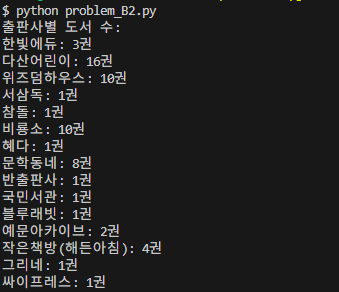 $ python problem_B2.py
출판사별 도서 수:
한빛에듀: 3권
다산어린이: 16권
위즈덤하우스: 10권
서삼독: 1권
참돌: 1권
비룡소: 10권
혜다: 1권
문학동네: 8권
반출판사: 1권
국민서관: 1권
블루래빗: 1권
예문아카이브: 2권
작은책방(해든아침): 4권
그리네: 1권
싸이프레스: 1권